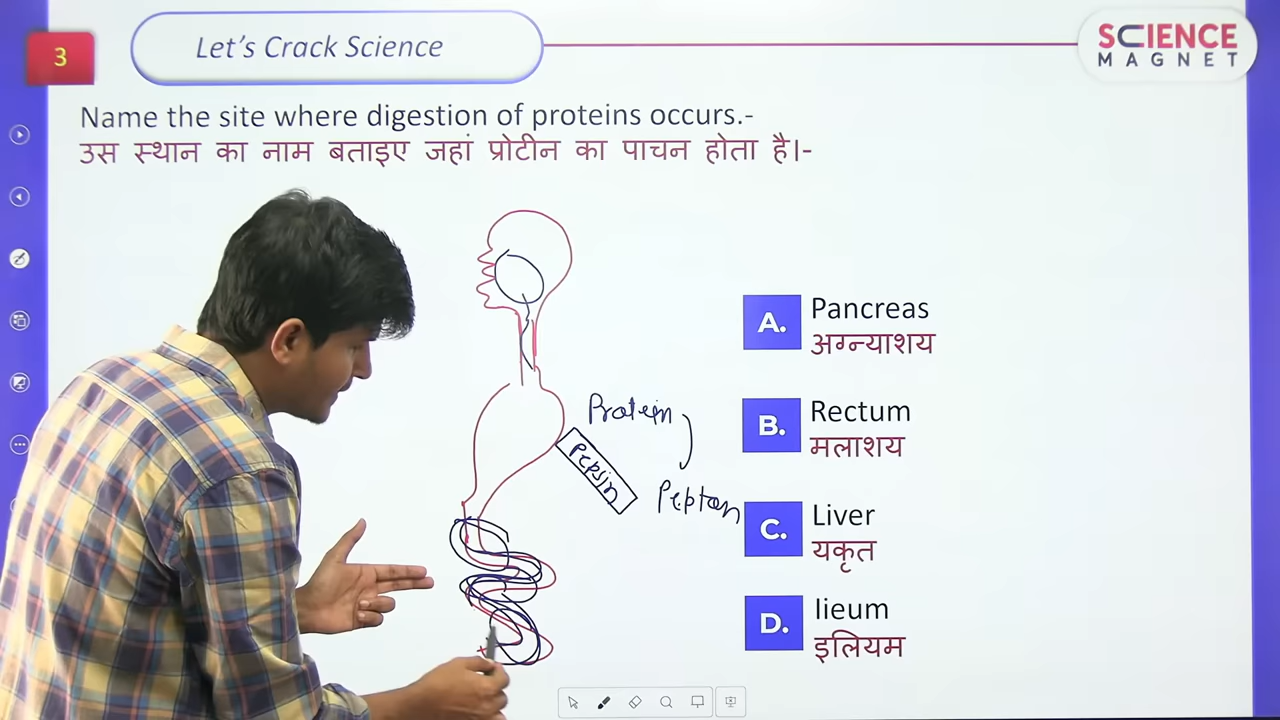 3
Let's Crack Science
SCIENCE
MAGNET
Name the site where digestion of proteins occurs.-
उस स्थान का नाम बताइए जहां प्रोटीन का पाचन होता है।-
Protein
Pepsin
Pepton
A. Pancreas
अग्न्याशय
B. Rectum
मलाशय
C. Liver
यकृत
D. Iieum
इलियम